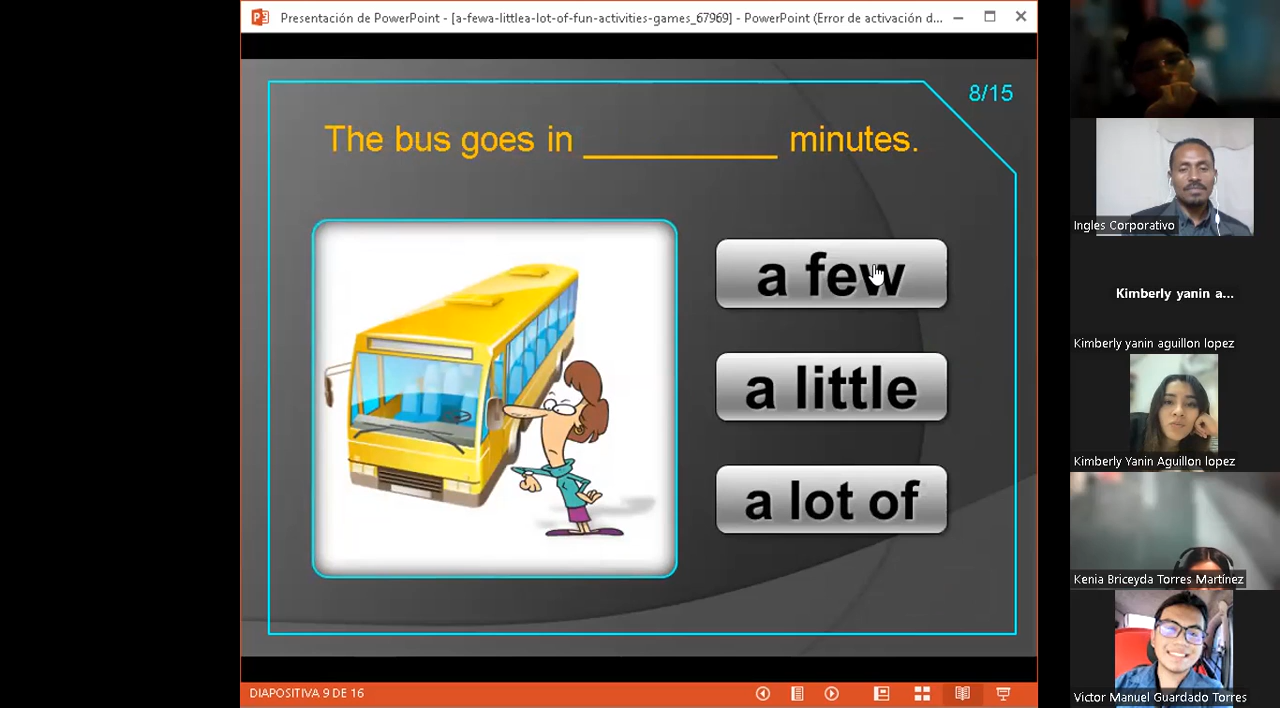 Presentación de PowerPoint - [a-fewa-littlea-lot-of-fun-activities-games_67969] - PowerPoint (Error de activación d...
8/15
The bus goes in __________ minutes.
a few
a little
a lot of
DIAPOSITIVA 9 DE 16
Ingles Corporativo
Kimberly yanin a...
Kimberly yanin aguillon lopez
Kimberly Yanin Aguillon lopez
Kenia Briceyda Torres Martínez
Victor Manuel Guardado Torres